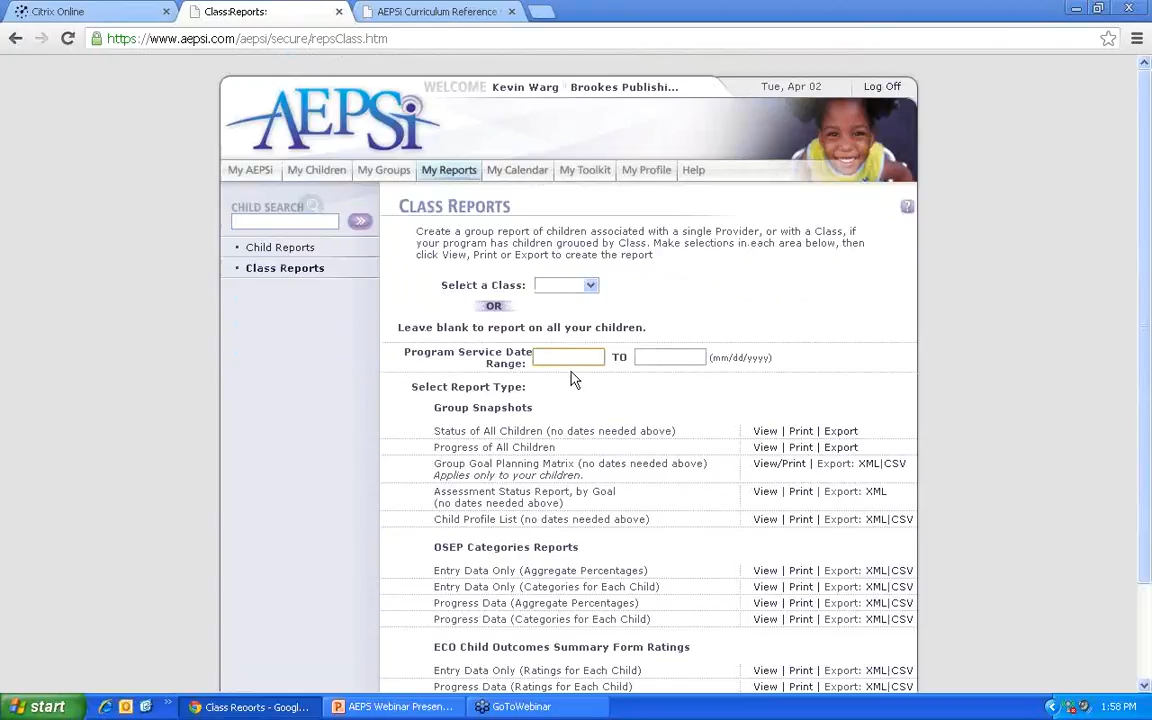 Citrix Online
Class:Reports:
AEPSi Curriculum Reference
https://www.aepsi.com/aepsi/secure/repsClass.htm
WELCOME Kevin Warg Brookes Publishi... Tue, Apr 02 Log Off
AEPSi
My AEPSi My Children My Groups My Reports My Calendar My Toolkit My Profile Help
CHILD SEARCH
Child Reports
Class Reports
CLASS REPORTS
Create a group report of children associated with a single Provider, or with a Class, if
your program has children grouped by Class. Make selections in each area below, then
click View, Print or Export to create the report
Select a Class:
OR
Leave blank to report on all your children.
Program Service Date
Range: TO (mm/dd/yyyy)
Select Report Type:
Group Snapshots
Status of All Children (no dates needed above) View | Print | Export
Progress of All Children View | Print | Export
Group Goal Planning Matrix (no dates needed above) View/Print | Export: XML|CSV
Applies only to your children.
Assessment Status Report, by Goal View | Print | Export: XML
(no dates needed above)
Child Profile List (no dates needed above) View | Print | Export: XML|CSV
OSEP Categories Reports
Entry Data Only (Aggregate Percentages) View | Print | Export: XML|CSV
Entry Data Only (Categories for Each Child) View | Print | Export: XML|CSV
Progress Data (Aggregate Percentages) View | Print | Export: XML|CSV
Progress Data (Categories for Each Child) View | Print | Export: XML|CSV
ECO Child Outcomes Summary Form Ratings
Entry Data Only (Ratings for Each Child) View | Print | Export: XML|CSV
Progress Data (Ratings for Each Child) View | Print | Export: XML|CSV
start Class Reports - Googl... AEPS Webinar Presen... GoToWebinar 1:58 PM